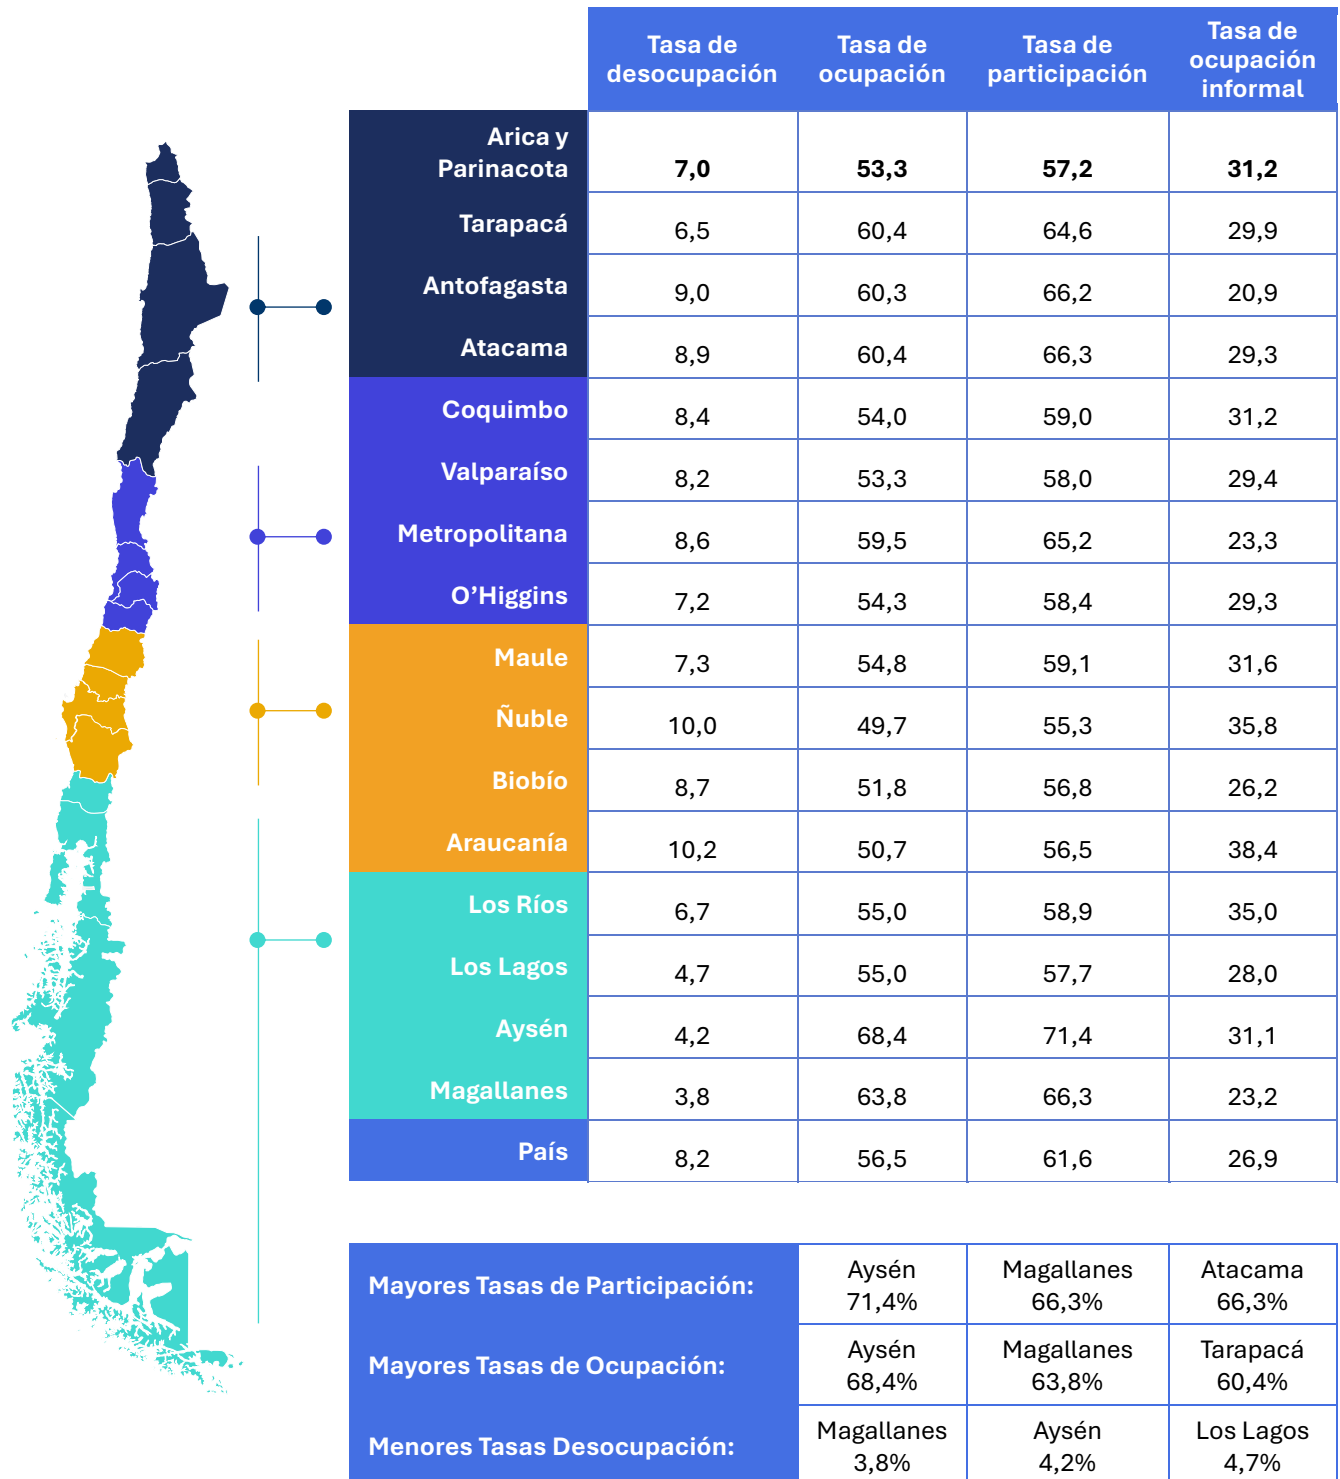 Tasa de desocupación Tasa de ocupación Tasa de participación Tasa de ocupación informal
Arica y Parinacota 7,0 53,3 57,2 31,2
Tarapacá 6,5 60,4 64,6 29,9
Antofagasta 9,0 60,3 66,2 20,9
Atacama 8,9 60,4 66,3 29,3
Coquimbo 8,4 54,0 59,0 31,2
Valparaíso 8,2 53,3 58,0 29,4
Metropolitana 8,6 59,5 65,2 23,3
O’Higgins 7,2 54,3 58,4 29,3
Maule 7,3 54,8 59,1 31,6
Ñuble 10,0 49,7 55,3 35,8
Biobío 8,7 51,8 56,8 26,2
Araucanía 10,2 50,7 56,5 38,4
Los Ríos 6,7 55,0 58,9 35,0
Los Lagos 4,7 55,0 57,7 28,0
Aysén 4,2 68,4 71,4 31,1
Magallanes 3,8 63,8 66,3 23,2
País 8,2 56,5 61,6 26,9
Mayores Tasas de Participación: Aysén 71,4% Magallanes 66,3% Atacama 66,3%
Mayores Tasas de Ocupación: Aysén 68,4% Magallanes 63,8% Tarapacá 60,4%
Menores Tasas Desocupación: Magallanes 3,8% Aysén 4,2% Los Lagos 4,7%